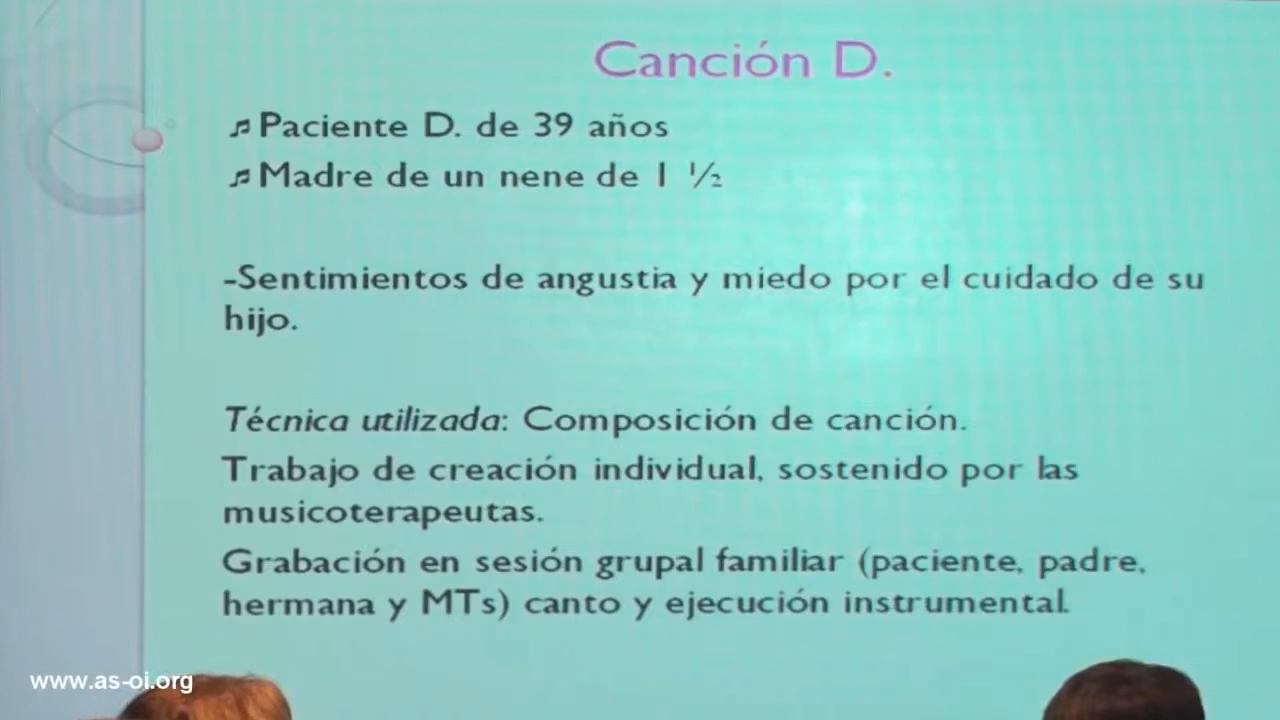 Canción D.
♬Paciente D. de 39 años
♬Madre de un nene de 1 ½
-Sentimientos de angustia y miedo por el cuidado de su
hijo.
Técnica utilizada: Composición de canción.
Trabajo de creación individual, sostenido por las
musicoterapeutas.
Grabación en sesión grupal familiar (paciente, padre,
hermana y MTs) canto y ejecución instrumental.
www.as-oi.org